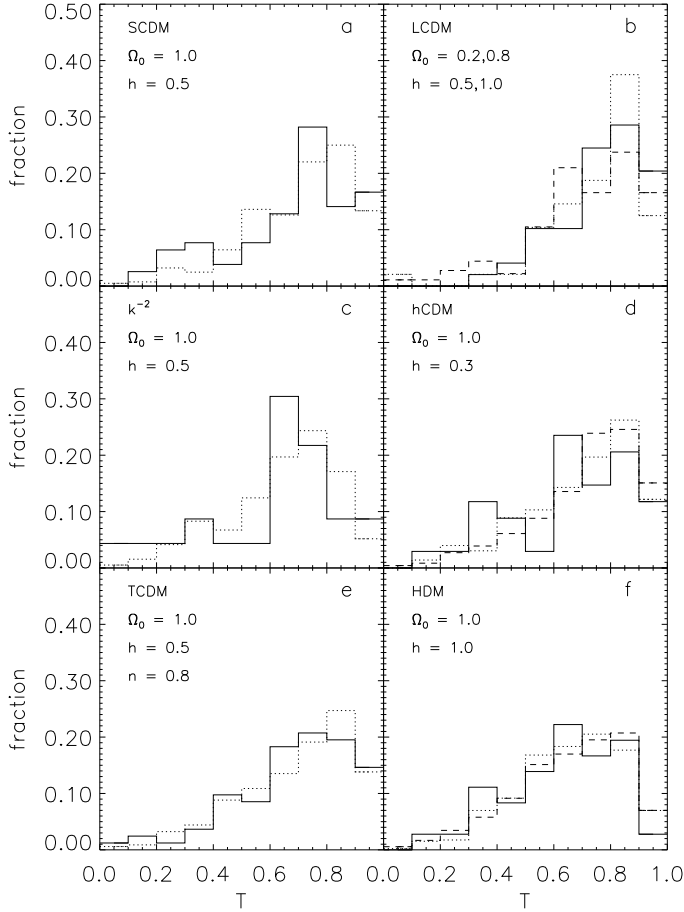 0.50
SCDM a
Ω₀ = 1.0
h = 0.5
0.40
0.30
0.20
0.10
0.00
fraction
LCDM b
Ω₀ = 0.2,0.8
h = 0.5,1.0
k⁻² c
Ω₀ = 1.0
h = 0.5
0.40
0.30
0.20
0.10
0.00
fraction
hCDM d
Ω₀ = 1.0
h = 0.3
TCDM e
Ω₀ = 1.0
h = 0.5
n = 0.8
0.40
0.30
0.20
0.10
0.00
fraction
HDM f
Ω₀ = 1.0
h = 1.0
0.0 0.2 0.4 0.6 0.8 0.0 0.2 0.4 0.6 0.8 1.0
T T